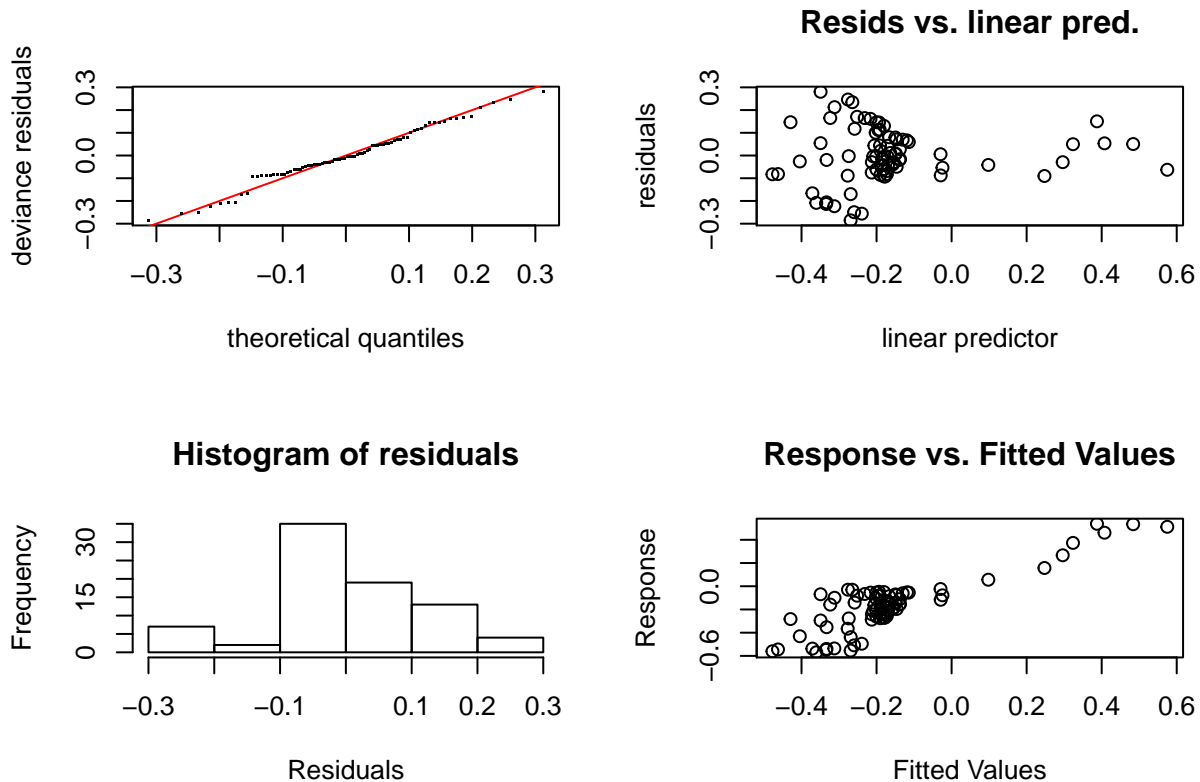 deviance residuals
0.3
0.0
−0.3
−0.3
−0.1
0.1
0.3
theoretical quantiles
Resids vs. linear pred.
residuals
0.3
0.0
−0.3
−0.4
−0.2
0.0
0.2
0.4
0.6
linear predictor
Histogram of residuals
Frequency
30
15
0
−0.3
−0.1
0.1
0.3
Residuals
Response vs. Fitted Values
Response
0.0
−0.6
−0.4
−0.2
0.0
0.2
0.4
0.6
Fitted Values